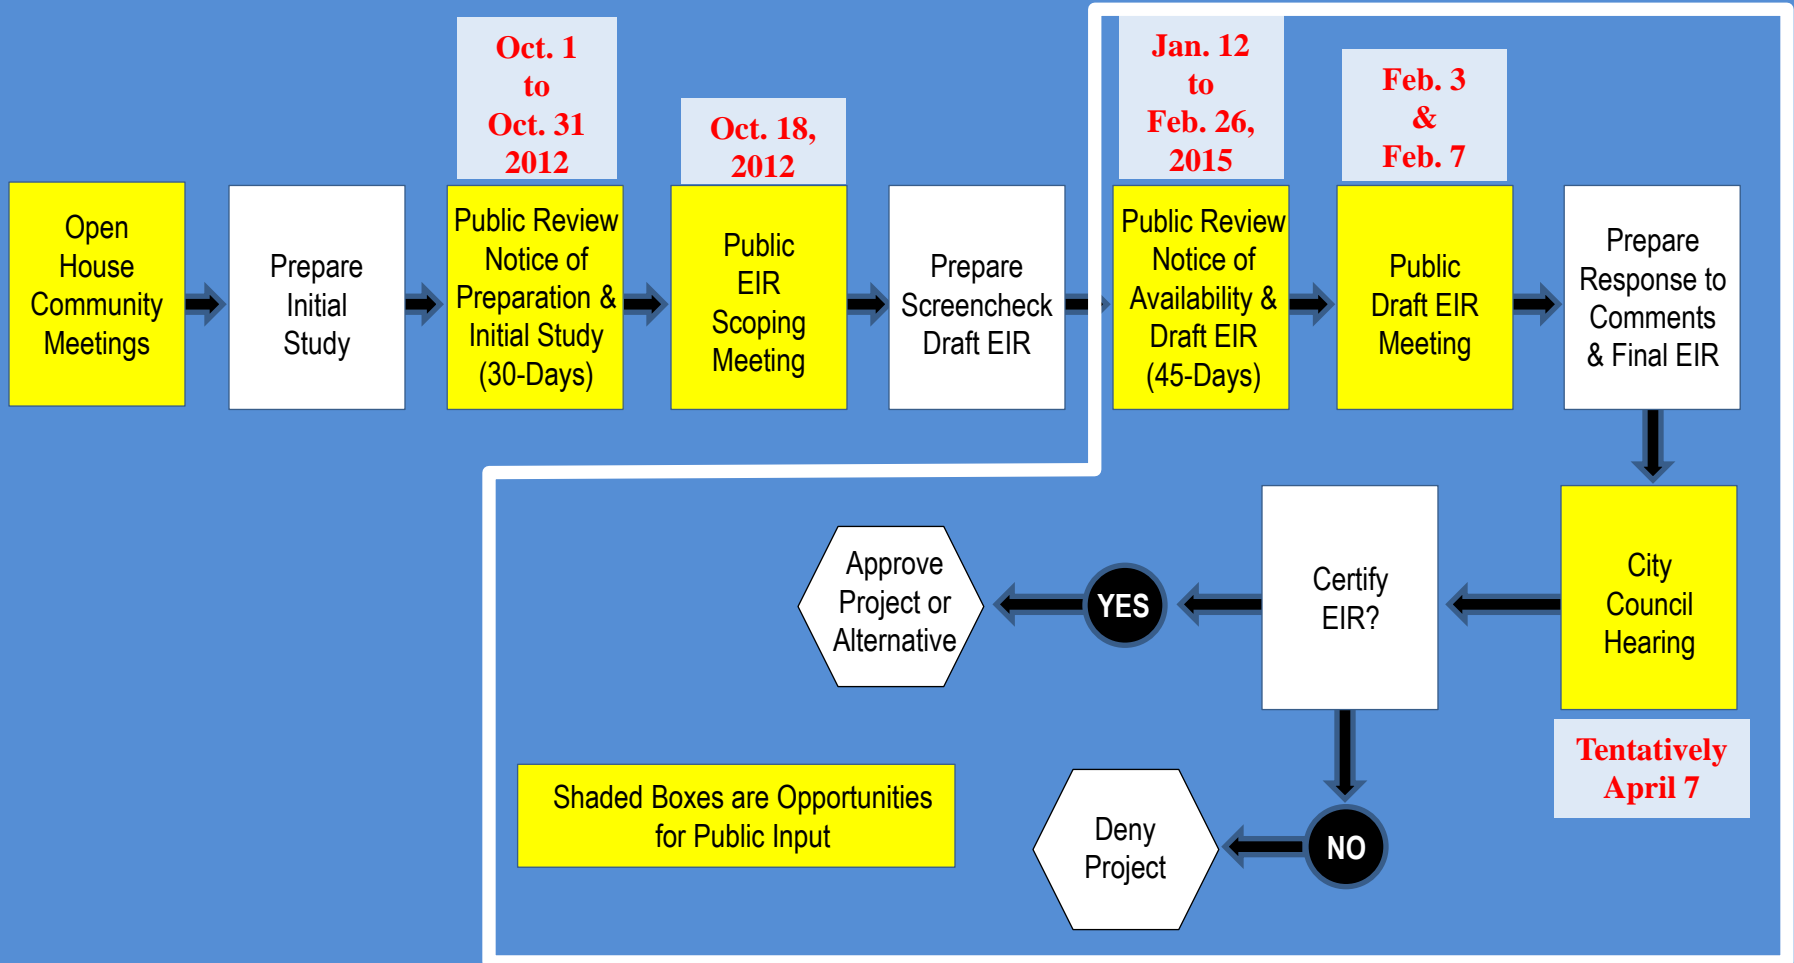 Oct. 1
to
Oct. 31
2012
Oct. 18,
2012
Jan. 12
to
Feb. 26,
2015
Feb. 3
&
Feb. 7
Open
House
Community
Meetings
Prepare
Initial
Study
Public Review
Notice of
Preparation &
Initial Study
(30-Days)
Public
EIR
Scoping
Meeting
Prepare
Screencheck
Draft EIR
Public Review
Notice of
Availability &
Draft EIR
(45-Days)
Public
Draft EIR
Meeting
Prepare
Response to
Comments
& Final EIR
City
Council
Hearing
Tentatively
April 7
Certify
EIR?
YES
Approve
Project or
Alternative
NO
Deny
Project
Shaded Boxes are Opportunities
for Public Input